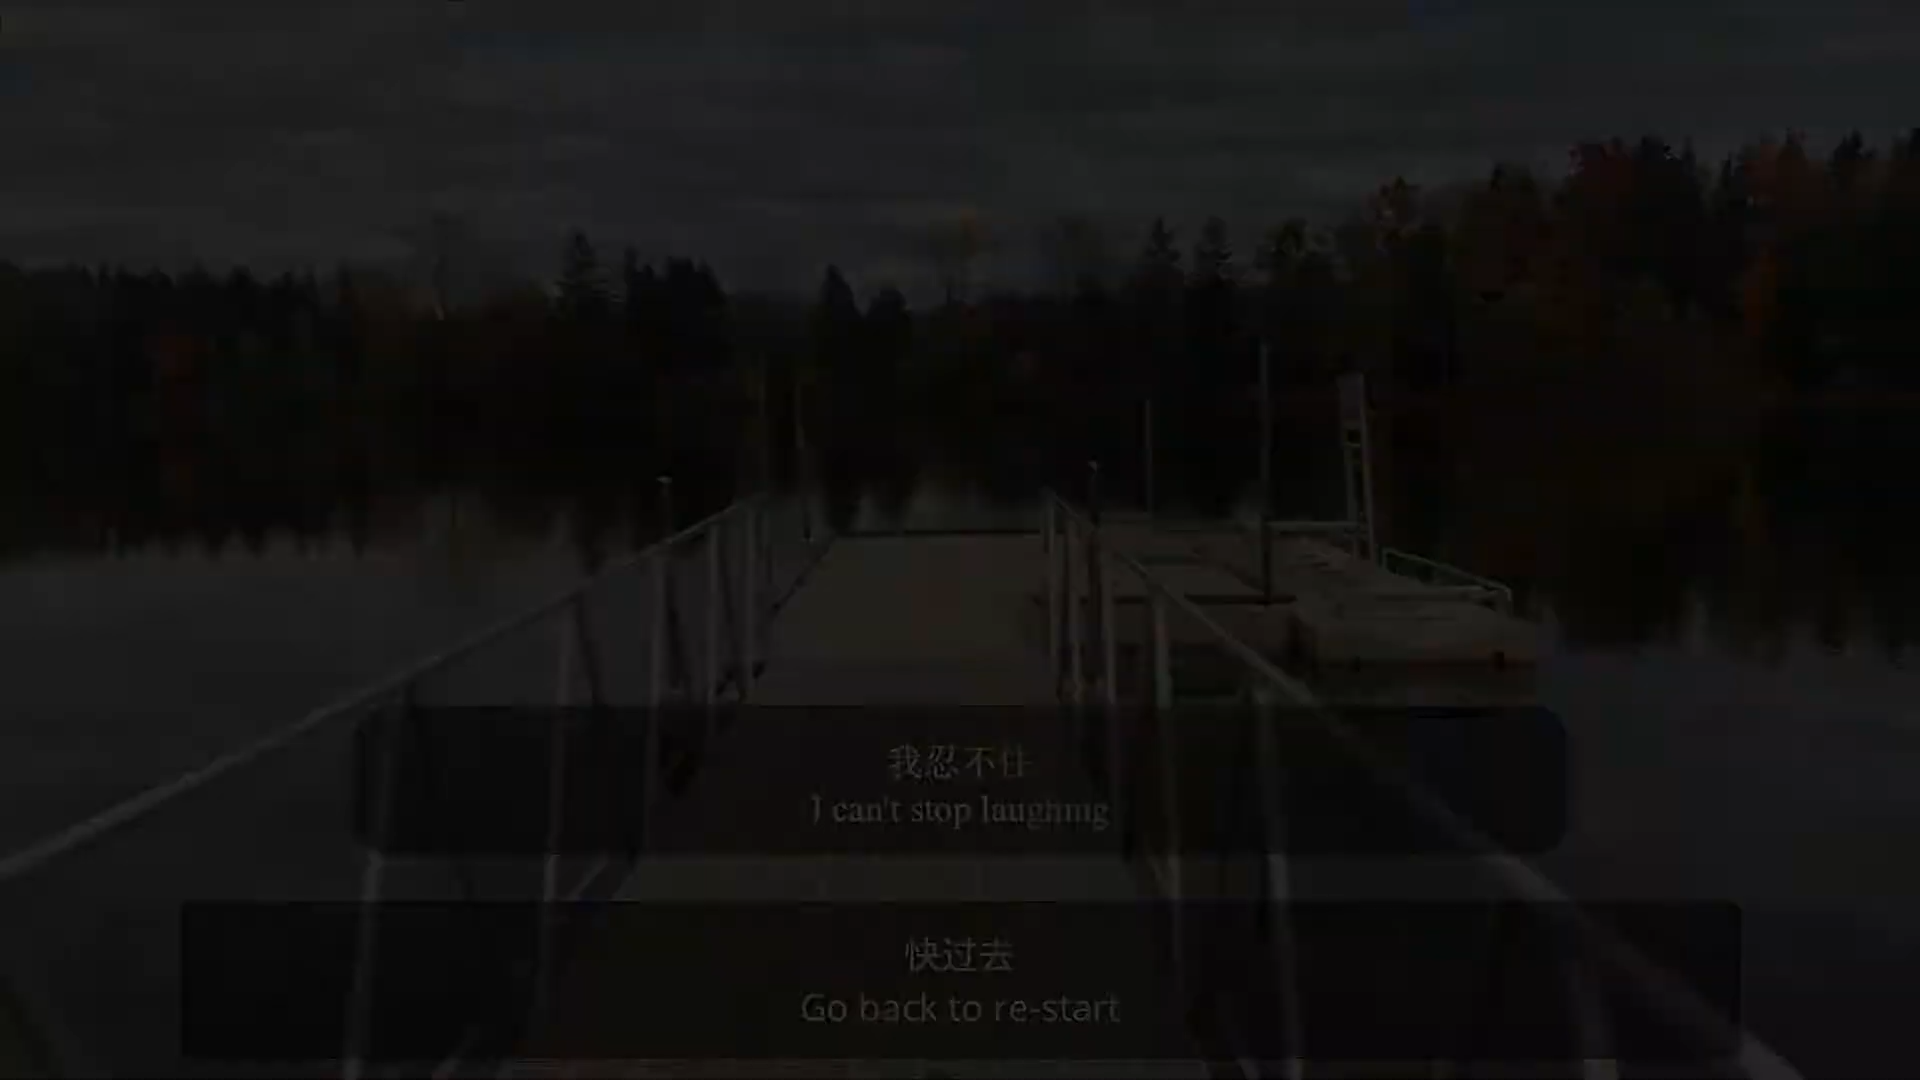 我忍不住
I can't stop laughing
快过去
Go back to re-start